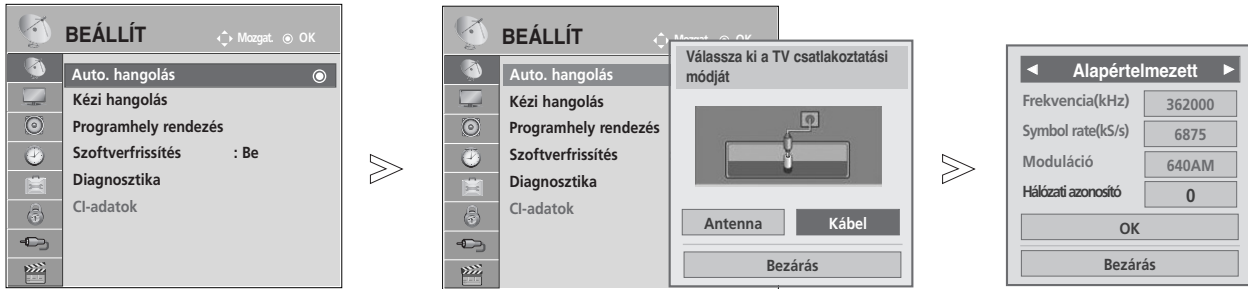 BEÁLLÍT
Mozgat. OK
Auto. hangolás
Kézi hangolás
Programhely rendezés
Szoftverfrissítés : Be
Diagnosztika
CI-adatok
BEÁLLÍT
Mozgat. OK
Auto. hangolás
Kézi hangolás
Programhely rendezés
Szoftverfrissítés
Diagnosztika
CI-adatok
Válassza ki a TV csatlakoztatási
módját
Antenna Kábel
Bezárás
Alapértelmezett
Frekvencia(kHz) 362000
Symbol rate(kS/s) 6875
Moduláció 640AM
Hálózati azonosító 0
OK
Bezárás